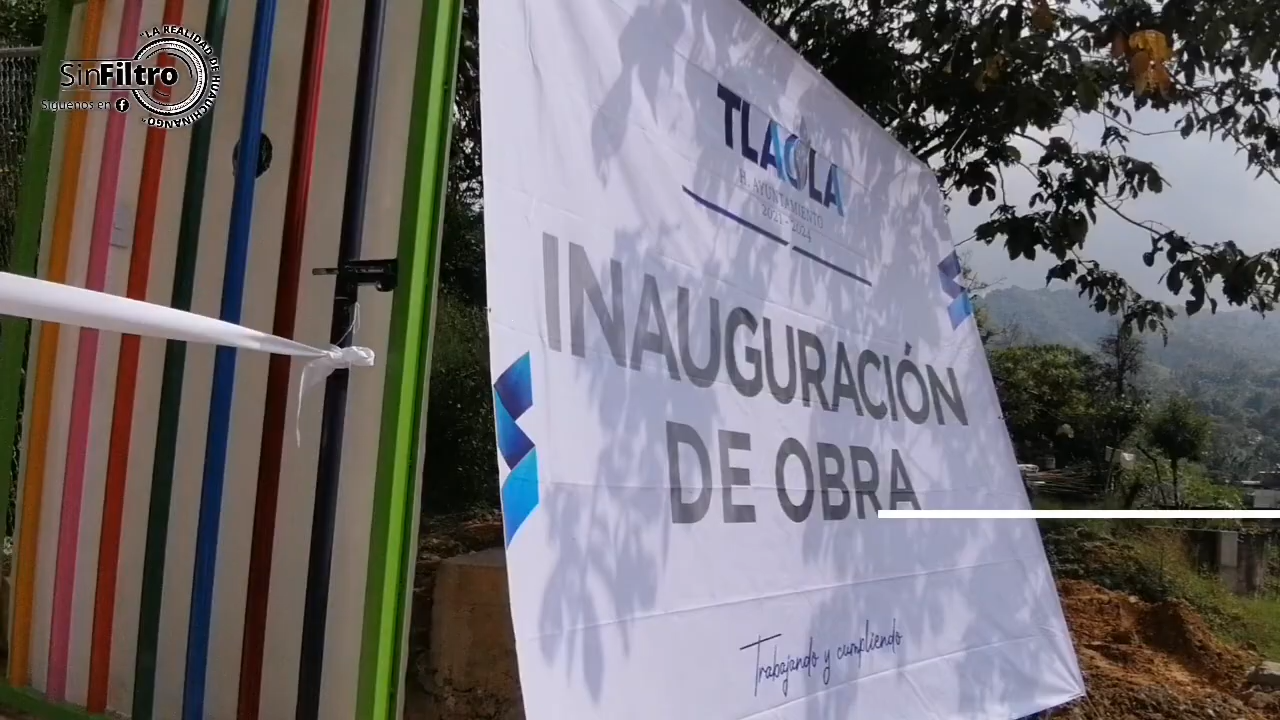 "LA REALIDAD DE HUAUCHINANGO"
SinFiltro
Síguenos en f
TLAOLA
H. AYUNTAMIENTO
2021-2024
INAUGURACIÓN
DE OBRA
Trabajando y cumpliendo